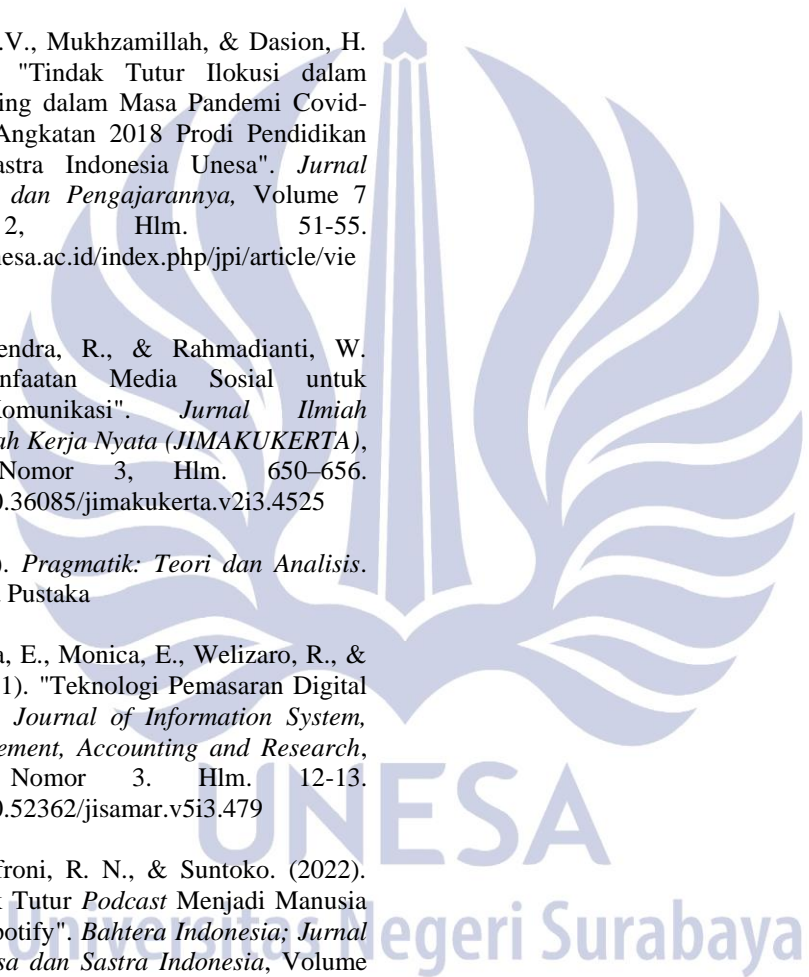 .V., Mukhzamillah, & Dasion, H.
"Tindak Tutur Ilokusi dalam
ing dalam Masa Pandemi Covid-
Angkatan 2018 Prodi Pendidikan
astra Indonesia Unesa". Jurnal
dan Pengajarannya, Volume 7
2, Hlm. 51-55.
nesa.ac.id/index.php/jpi/article/vie
endra, R., & Rahmadianti, W.
nfaatan Media Sosial untuk
Komunikasi". Jurnal Ilmiah
ah Kerja Nyata (JIMAKUKERTA),
Nomor 3, Hlm. 650–656.
0.36085/jimakukerta.v2i3.4525
). Pragmatik: Teori dan Analisis.
Pustaka
a, E., Monica, E., Welizaro, R., &
1). "Teknologi Pemasaran Digital
Journal of Information System,
ement, Accounting and Research,
Nomor 3. Hlm. 12-13.
0.52362/jisamar.v5i3.479
froni, R. N., & Suntoko. (2022).
k Tutur Podcast Menjadi Manusia
potify". Bahtera Indonesia; Jurnal
sa dan Sastra Indonesia, Volume
UNESA
Universitas Negeri Surabaya